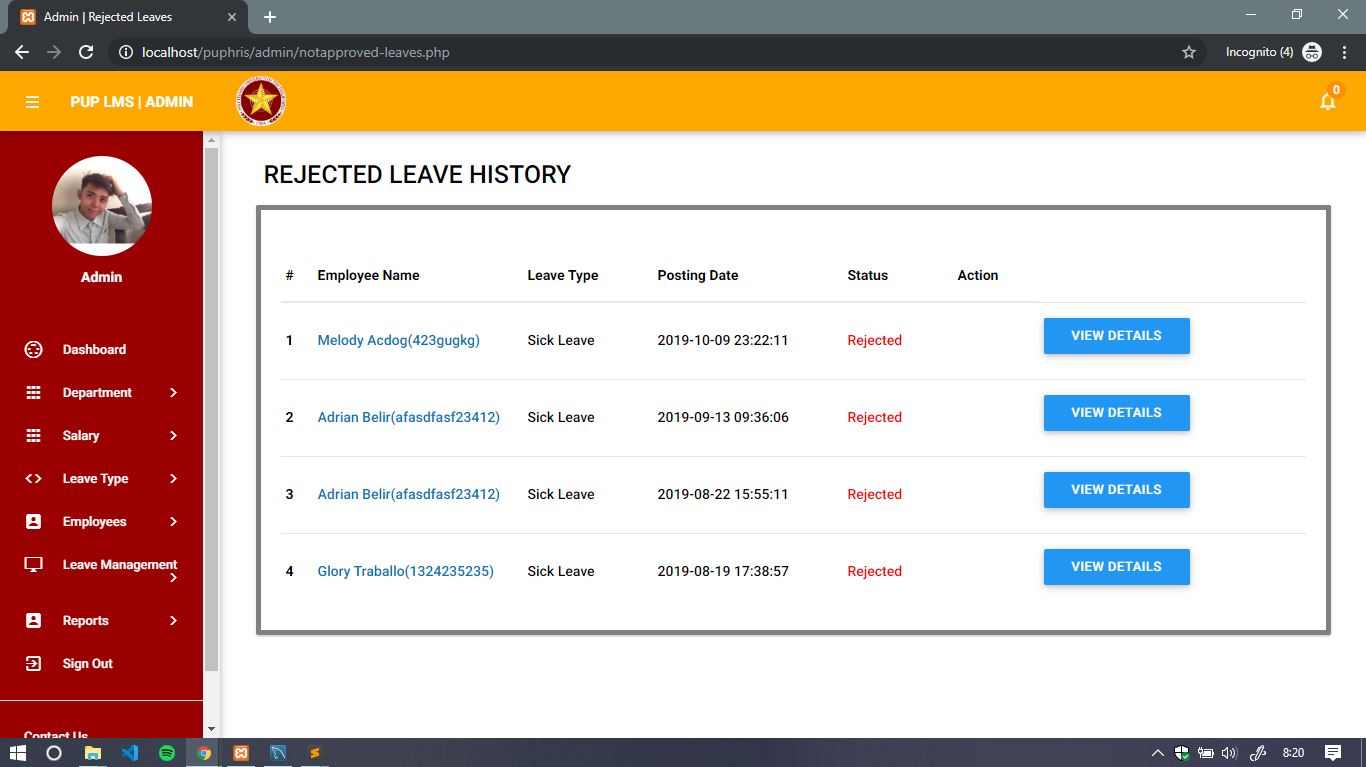 Admin | Rejected Leaves
localhost/puphris/admin/notapproved-leaves.php
Incognito (4)
PUP LMS | ADMIN
0
Admin
Dashboard
Department
Salary
Leave Type
Employees
Leave Management
Reports
Sign Out
Contact Us
REJECTED LEAVE HISTORY
# Employee Name Leave Type Posting Date Status Action
1 Melody Acdog(423gugkg) Sick Leave 2019-10-09 23:22:11 Rejected VIEW DETAILS
2 Adrian Belir(afasdfasf23412) Sick Leave 2019-09-13 09:36:06 Rejected VIEW DETAILS
3 Adrian Belir(afasdfasf23412) Sick Leave 2019-08-22 15:55:11 Rejected VIEW DETAILS
4 Glory Traballo(1324235235) Sick Leave 2019-08-19 17:38:57 Rejected VIEW DETAILS
8:20